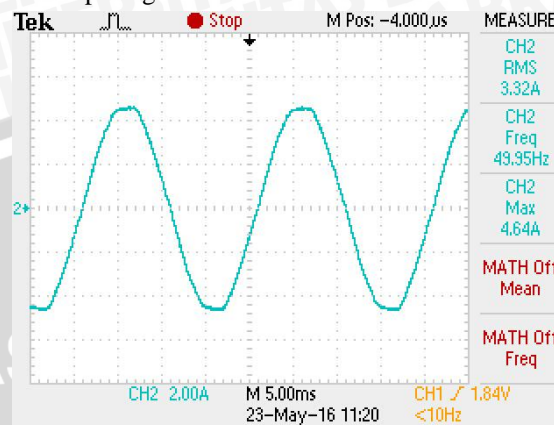 Tek Stop M Pos: -4.000µs MEASURE
CH2
RMS
3.32A
CH2
Freq
49.95Hz
CH2
Max
4.64A
2
MATH Off
Mean
MATH Off
Freq
CH2 2.00A M 5.00ms CH1 1.84V
23-May-16 11:20 <10Hz